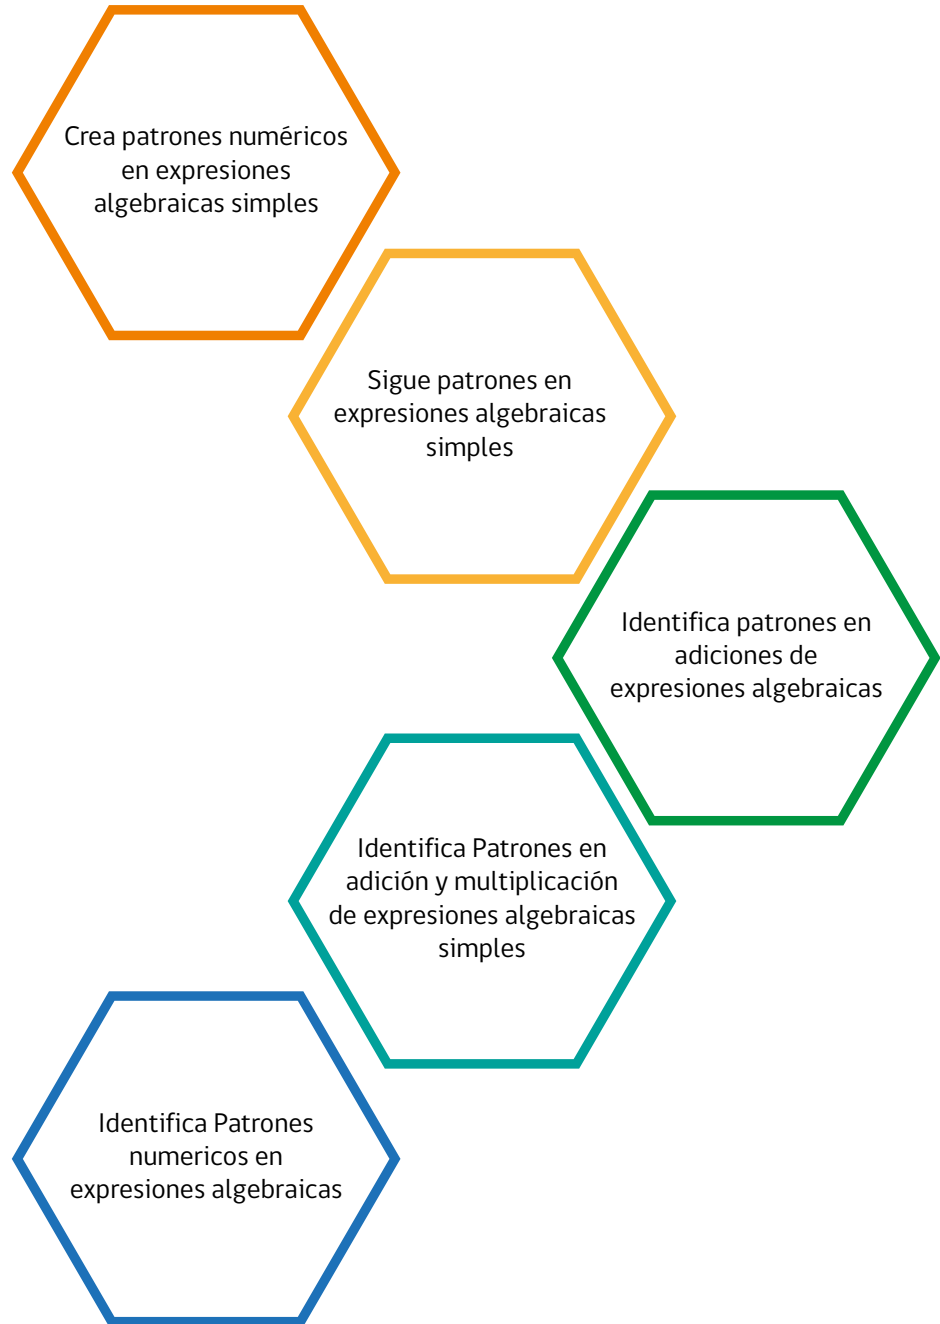 Crea patrones numéricos
en expresiones
algebraicas simples
Sigue patrones en
expresiones algebraicas
simples
Identifica patrones en
adiciones de
expresiones algebraicas
Identifica Patrones en
adición y multiplicación
de expresiones algebraicas
simples
Identifica Patrones
numericos en
expresiones algebraicas